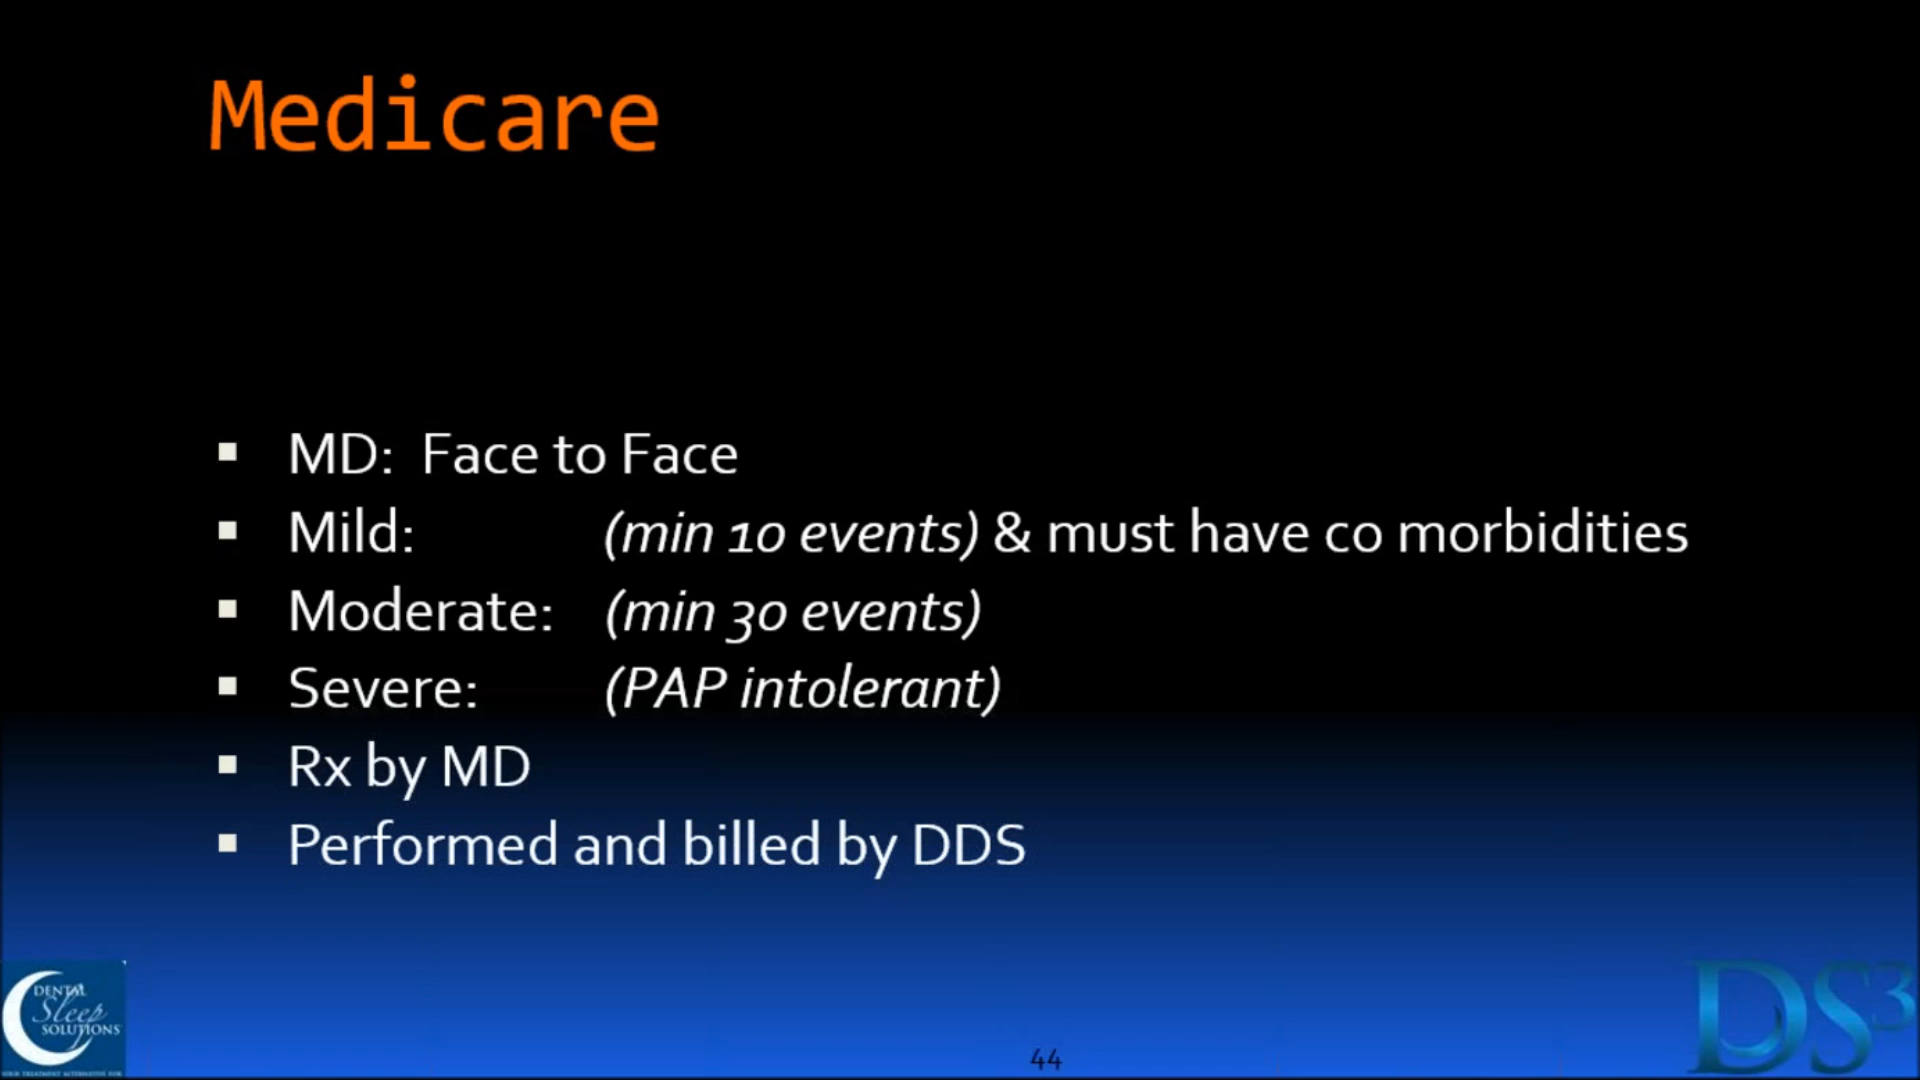 Medicare
▪ MD: Face to Face
▪ Mild: (min 10 events) & must have co morbidities
▪ Moderate: (min 30 events)
▪ Severe: (PAP intolerant)
▪ Rx by MD
▪ Performed and billed by DDS
DENTAL
Sleep
SOLUTIONS
44
DS3